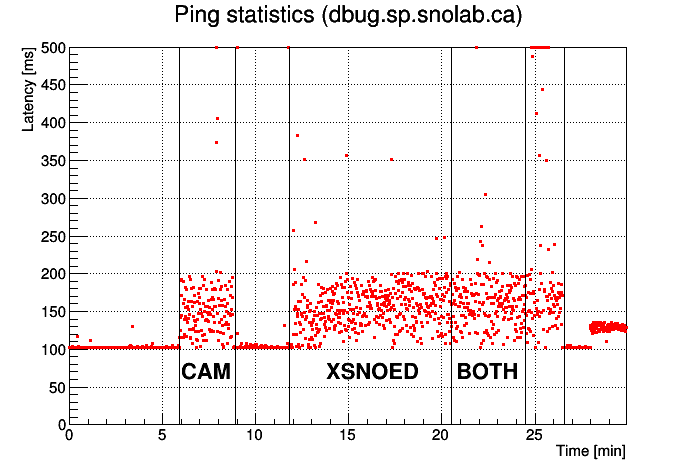 Ping statistics (dbug.sp.snolab.ca)
Latency [ms]
500
450
400
350
300
250
200
150
100
50
0
CAM XSNOED BOTH
0 5 10 15 20 25
Time [min]